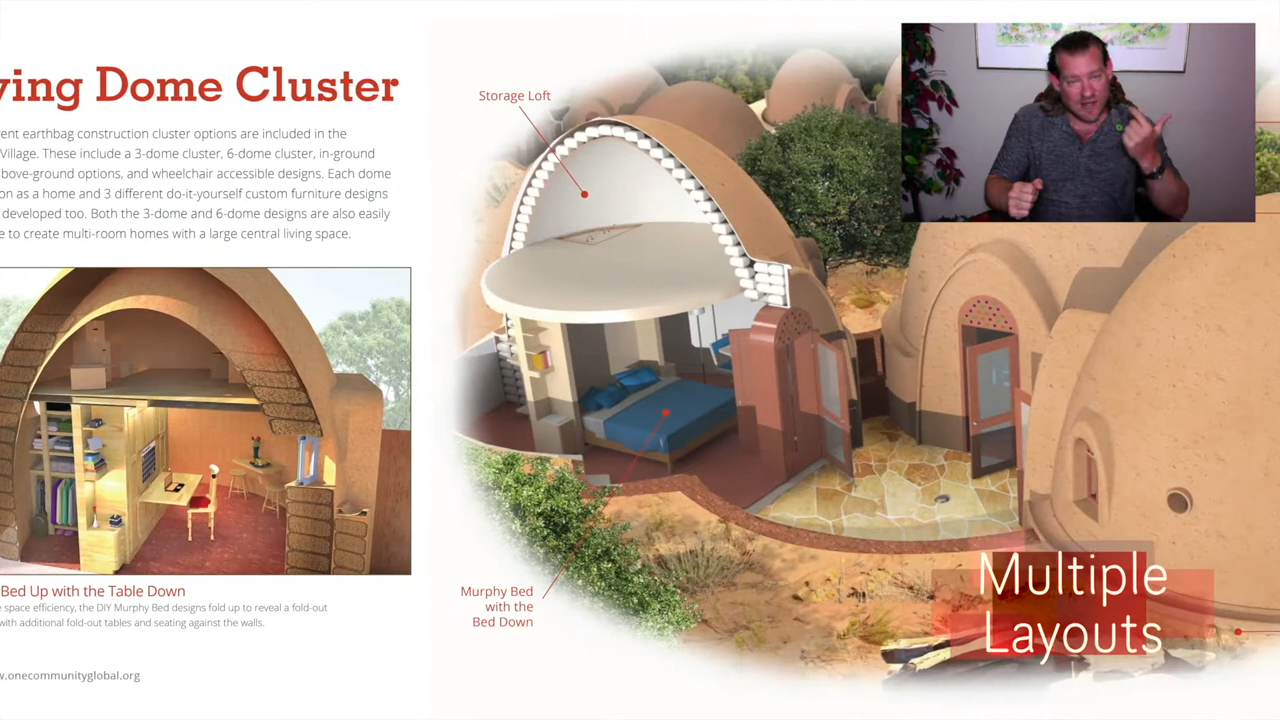 ving Dome Cluster
rent earthbag construction cluster options are included in the
Village. These include a 3-dome cluster, 6-dome cluster, in-ground
bove-ground options, and wheelchair accessible designs. Each dome
on as a home and 3 different do-it-yourself custom furniture designs
developed too. Both the 3-dome and 6-dome designs are also easily
e to create multi-room homes with a large central living space.
Bed Up with the Table Down
e space efficiency, the DIY Murphy Bed designs fold up to reveal a fold-out
with additional fold-out tables and seating against the walls.
w.onecommunityglobal.org
Storage Loft
Murphy Bed
with the
Bed Down
Multiple
Layouts